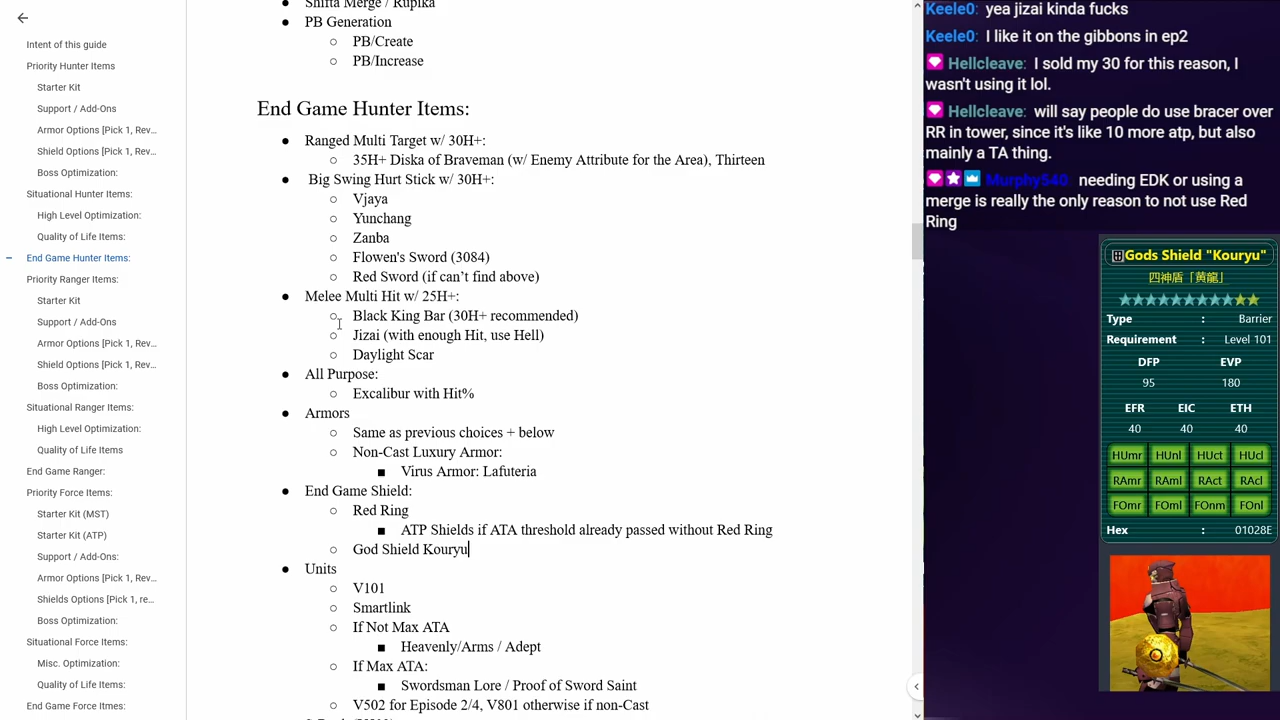 Intent of this guide
Priority Hunter Items
Starter Kit
Support / Add-Ons
Armor Options [Pick 1, Rev...
Shield Options [Pick 1, Rev...
Boss Optimization:
Situational Hunter Items:
High Level Optimization:
Quality of Life Items:
End Game Hunter Items:
Priority Ranger Items:
Starter Kit
Support / Add-Ons
Armor Options [Pick 1, Rev...
Shield Options [Pick 1, Rev...
Boss Optimization:
Situational Ranger Items:
High Level Optimization:
Quality of Life Items
End Game Ranger:
Priority Force Items:
Starter Kit (MST)
Starter Kit (ATP)
Support / Add-Ons:
Armor Options [Pick 1, Rev...
Shields Options [Pick 1, re...
Boss Optimization:
Situational Force Items:
Misc. Optimization:
Quality of Life Items:
End Game Force Itmes:
Shifta Merge / Rupika
PB Generation
PB/Create
PB/Increase
End Game Hunter Items:
Ranged Multi Target w/ 30H+:
35H+ Diska of Braveman (w/ Enemy Attribute for the Area), Thirteen
Big Swing Hurt Stick w/ 30H+:
Vjaya
Yunchang
Zanba
Flowen's Sword (3084)
Red Sword (if can't find above)
Melee Multi Hit w/ 25H+:
Black King Bar (30H+ recommended)
Jizai (with enough Hit, use Hell)
Daylight Scar
All Purpose:
Excalibur with Hit%
Armors
Same as previous choices + below
Non-Cast Luxury Armor:
Virus Armor: Lafuteria
End Game Shield:
Red Ring
ATP Shields if ATA threshold already passed without Red Ring
God Shield Kouryu
Units
V101
Smartlink
If Not Max ATA
Heavenly/Arms / Adept
If Max ATA:
Swordsman Lore / Proof of Sword Saint
V502 for Episode 2/4, V801 otherwise if non-Cast
Keele0: yea jizai kinda fucks
Keele0: I like it on the gibbons in ep2
Hellcleave: I sold my 30 for this reason, I
wasn't using it lol.
Hellcleave: will say people do use bracer over
RR in tower, since it's like 10 more atp, but also
mainly a TA thing.
Murphy540: needing EDK or using a
merge is really the only reason to not use Red
Ring
Gods Shield "Kouryu"
四神盾「黄龍」
Type : Barrier
Requirement : Level 101
DFP EVP
95 180
EFR EIC ETH
40 40 40
HUmr HUnl HUct HUcl
RAmr RAml RAct RAcl
FOmr FOml FOnm FOnl
Hex : 01028E